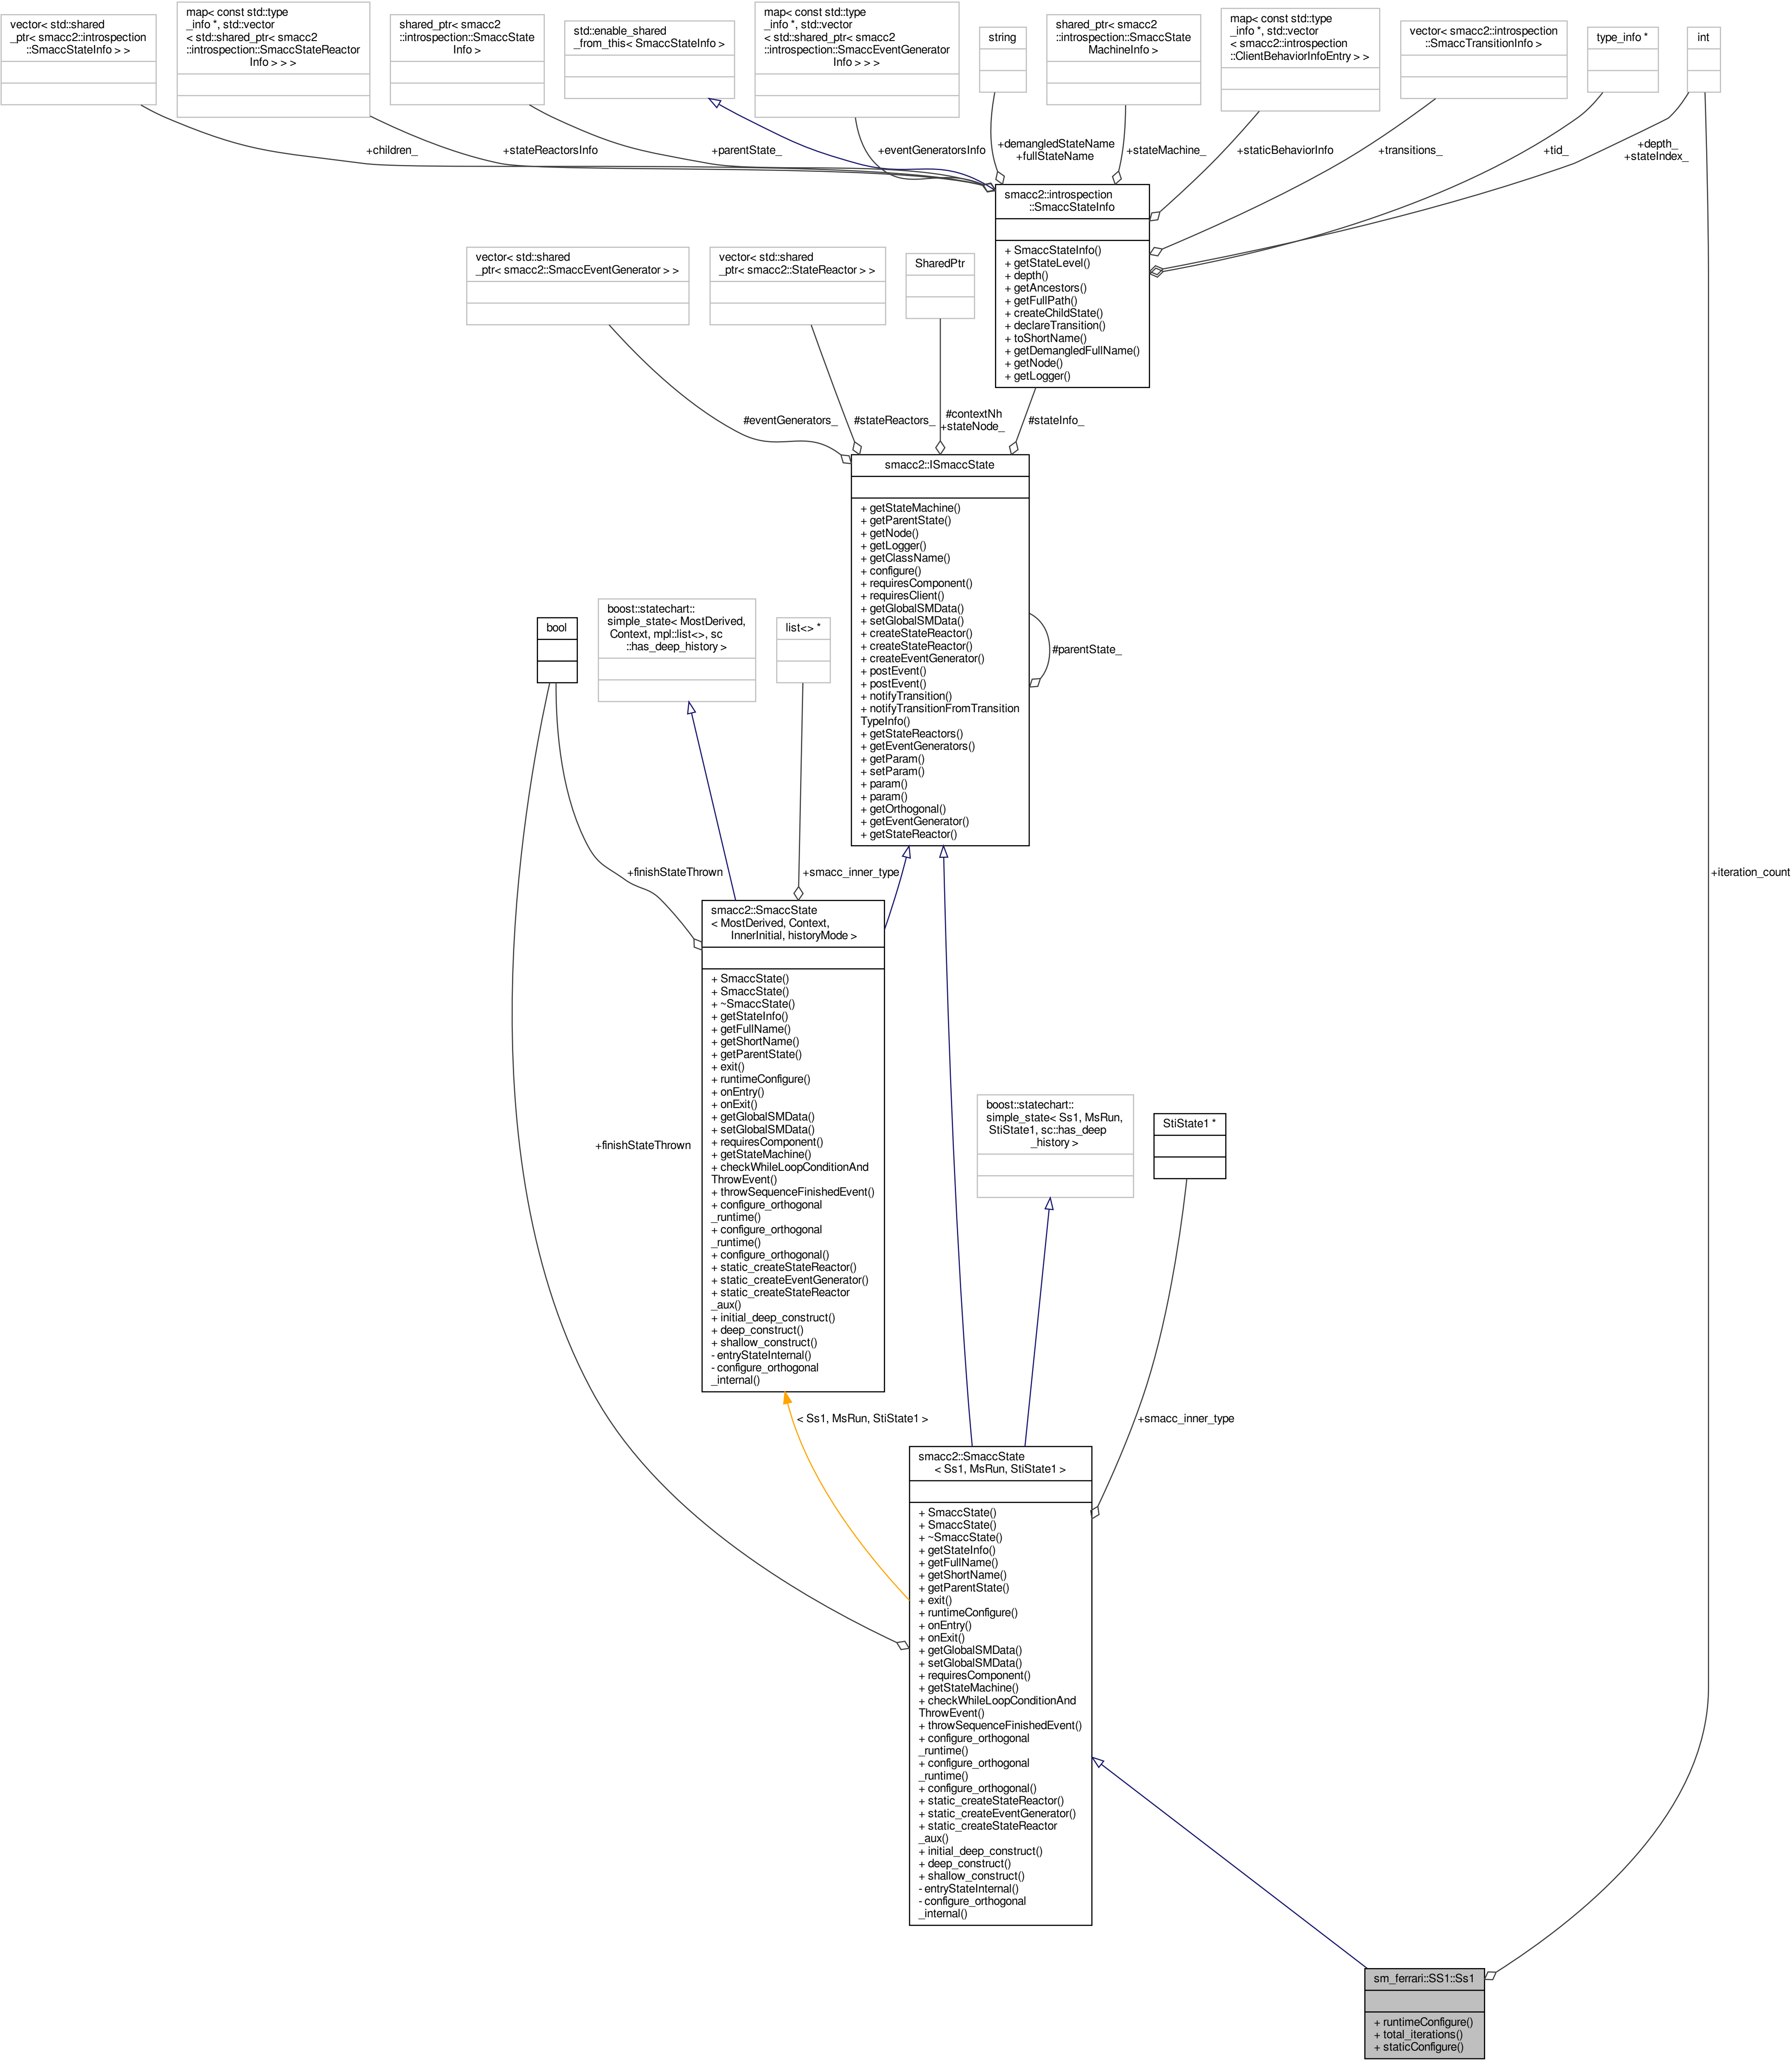 vector< std::shared
_ptr< smacc2::introspection
::SmaccStateInfo > >
map< const std::type
_info *, std::vector
< std::shared_ptr< smacc2
::introspection::SmaccStateReactor
Info > > >
shared_ptr< smacc2
::introspection::SmaccState
Info >
std::enable_shared
_from_this< SmaccStateInfo >
map< const std::type
_info *, std::vector
< std::shared_ptr< smacc2
::introspection::SmaccEventGenerator
Info > > >
string
shared_ptr< smacc2
::introspection::SmaccState
MachineInfo >
map< const std::type
_info *, std::vector
< smacc2::introspection
::ClientBehaviorInfoEntry > >
vector< smacc2::introspection
::SmaccTransitionInfo >
type_info *
int
+children_
+stateReactorsInfo
+parentState_
+eventGeneratorsInfo
+demangledStateName
+fullStateName
+stateMachine_
+staticBehaviorInfo
+transitions_
+tid_
+depth_
+stateIndex_
smacc2::introspection
::SmaccStateInfo
+ SmaccStateInfo()
+ getStateLevel()
+ depth()
+ getAncestors()
+ getFullPath()
+ createChildState()
+ declareTransition()
+ toShortName()
+ getDemangledFullName()
+ getNode()
+ getLogger()
vector< std::shared
_ptr< smacc2::SmaccEventGenerator > >
vector< std::shared
_ptr< smacc2::StateReactor > >
SharedPtr
#eventGenerators_
#stateReactors_
#contextNh
+stateNode_
#stateInfo_
smacc2::ISmaccState
+ getStateMachine()
+ getParentState()
+ getNode()
+ getLogger()
+ getClassName()
+ configure()
+ requiresComponent()
+ requiresClient()
+ getGlobalSMData()
+ setGlobalSMData()
+ createStateReactor()
+ createStateReactor()
+ createEventGenerator()
+ postEvent()
+ postEvent()
+ notifyTransition()
+ notifyTransitionFromTransition
TypeInfo()
+ getStateReactors()
+ getEventGenerators()
+ getParam()
+ setParam()
+ param()
+ param()
+ getOrthogonal()
+ getEventGenerator()
+ getStateReactor()
#parentState_
bool
boost::statechart::
simple_state< MostDerived,
Context, mpl::list<>, sc
::has_deep_history >
list<> *
+finishStateThrown
+smacc_inner_type
+iteration_count
smacc2::SmaccState
< MostDerived, Context,
InnerInitial, historyMode >
+ SmaccState()
+ SmaccState()
+ ~SmaccState()
+ getStateInfo()
+ getFullName()
+ getShortName()
+ getParentState()
+ exit()
+ runtimeConfigure()
+ onEntry()
+ onExit()
+ getGlobalSMData()
+ setGlobalSMData()
+ requiresComponent()
+ getStateMachine()
+ checkWhileLoopConditionAnd
ThrowEvent()
+ throwSequenceFinishedEvent()
+ configure_orthogonal
_runtime()
+ configure_orthogonal
_runtime()
+ configure_orthogonal()
+ static_createStateReactor()
+ static_createEventGenerator()
+ static_createStateReactor
_aux()
+ initial_deep_construct()
+ deep_construct()
+ shallow_construct()
- entryStateInternal()
- configure_orthogonal
_internal()
+finishStateThrown
boost::statechart::
simple_state< Ss1, MsRun,
StiState1, sc::has_deep
_history >
StiState1 *
< Ss1, MsRun, StiState1 >
+smacc_inner_type
smacc2::SmaccState
< Ss1, MsRun, StiState1 >
+ SmaccState()
+ SmaccState()
+ ~SmaccState()
+ getStateInfo()
+ getFullName()
+ getShortName()
+ getParentState()
+ exit()
+ runtimeConfigure()
+ onEntry()
+ onExit()
+ getGlobalSMData()
+ setGlobalSMData()
+ requiresComponent()
+ getStateMachine()
+ checkWhileLoopConditionAnd
ThrowEvent()
+ throwSequenceFinishedEvent()
+ configure_orthogonal
_runtime()
+ configure_orthogonal
_runtime()
+ configure_orthogonal()
+ static_createStateReactor()
+ static_createEventGenerator()
+ static_createStateReactor
_aux()
+ initial_deep_construct()
+ deep_construct()
+ shallow_construct()
- entryStateInternal()
- configure_orthogonal
_internal()
sm_ferrari::SS1::Ss1
+ runtimeConfigure()
+ total_iterations()
+ staticConfigure()